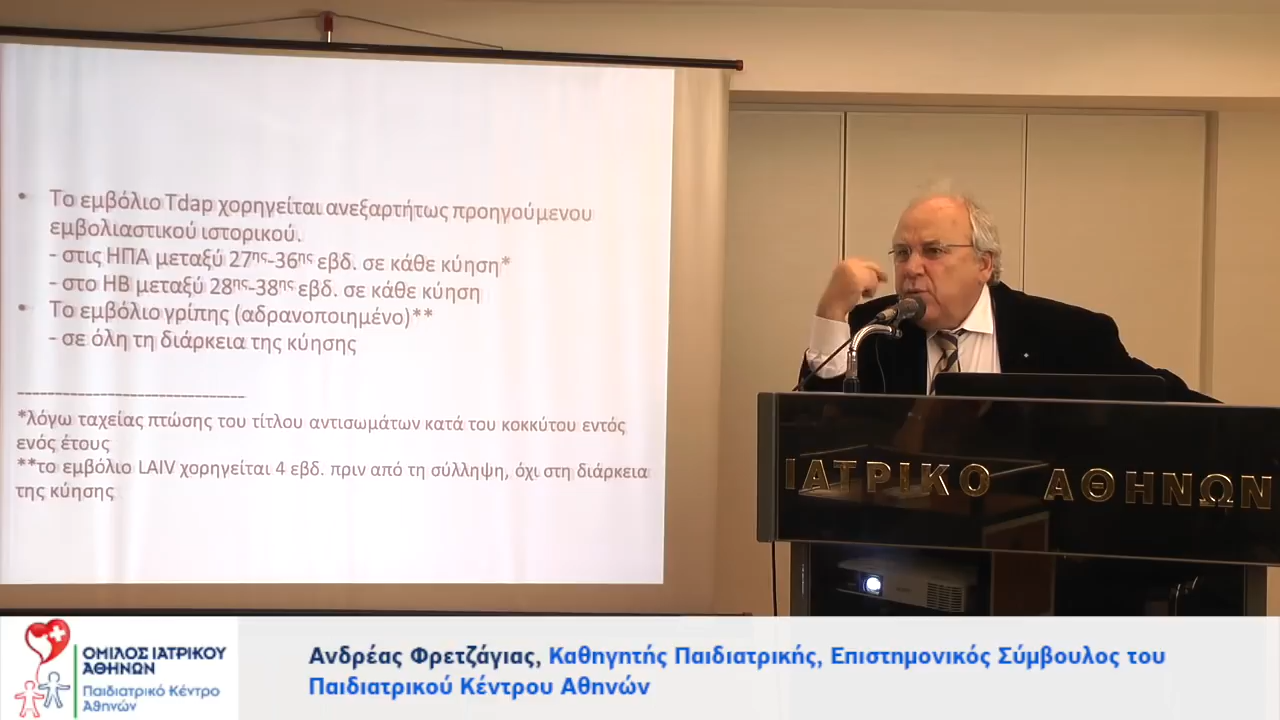 • Το εμβόλιο Tdap χορηγείται ανεξαρτήτως προηγούμενου
εμβολιαστικού ιστορικού.
- στις ΗΠΑ μεταξύ 27ης-36ης εβδ. σε κάθε κύηση*
- στο ΗΒ μεταξύ 28ης-38ης εβδ. σε κάθε κύηση
• Το εμβόλιο γρίπης (αδρανοποιημένο)**
- σε όλη τη διάρκεια της κύησης
------------------------------
*λόγω ταχείας πτώσης του τίτλου αντισωμάτων κατά του κοκκύτου εντός
ενός έτους
**το εμβόλιο LAIV χορηγείται 4 εβδ. πριν από τη σύλληψη, όχι στη διάρκεια
της κύησης
ΙΑΤΡΙΚΟ ΑΘΗΝΩΝ
ΟΜΙΛΟΣ ΙΑΤΡΙΚΟΥ
ΑΘΗΝΩΝ
Παιδιατρικό Κέντρο
Αθηνών
Ανδρέας Φρετζάγιας, Καθηγητής Παιδιατρικής, Επιστημονικός Σύμβουλος του
Παιδιατρικού Κέντρου Αθηνών